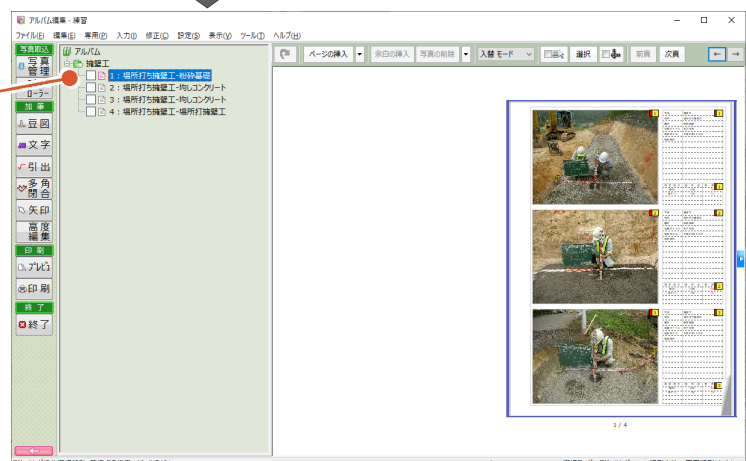 アルバム編集 - 練習
ファイル(F) 編集(E) 専用(P) 入力(I) 修正(C) 設定(S) 表示(V) ツール(T) ヘルプ(H)
写真取込
写真管理
ローラー
加 筆
豆図
文字
引出
多角閉合
矢印
高度編集
印 刷
プレビュ
印刷
終 了
終了
アルバム
擁壁工
1：場所打ち擁壁工-粉砕基礎
2：場所打ち擁壁工-均しコンクリート
3：場所打ち擁壁工-均しコンクリート
4：場所打ち擁壁工-場所打擁壁工
ページの挿入 余白の挿入 写真の削除 入替 モード 選択 前頁 次頁
1 / 4